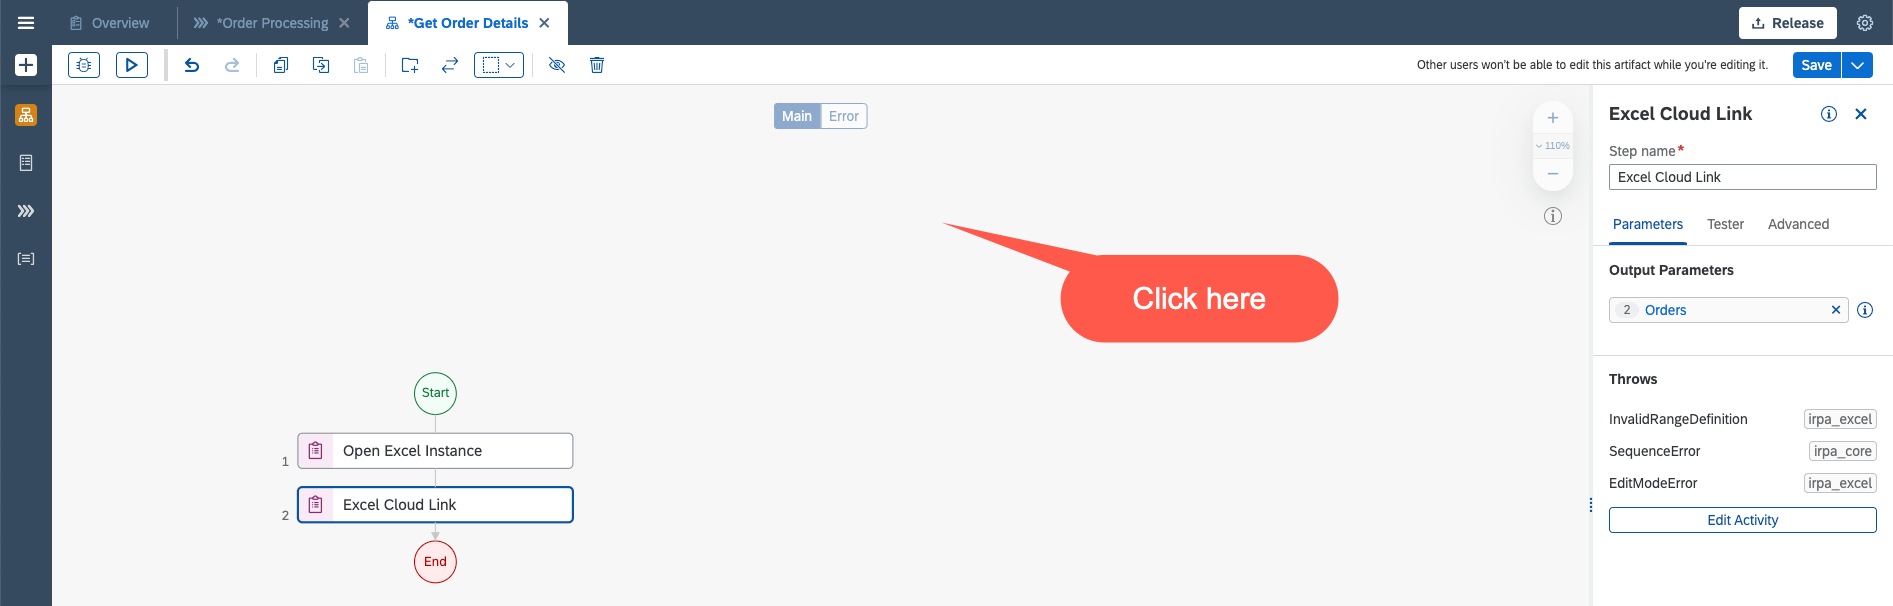 Overview
*Order Processing
*Get Order Details
Release
Other users won't be able to edit this artifact while you're editing it.
Save
Main
Error
110%
Click here
Start
1
Open Excel Instance
2
Excel Cloud Link
End
Excel Cloud Link
Step name*
Excel Cloud Link
Parameters
Tester
Advanced
Output Parameters
2 Orders
Throws
InvalidRangeDefinition irpa_excel
SequenceError irpa_core
EditModeError irpa_excel
Edit Activity